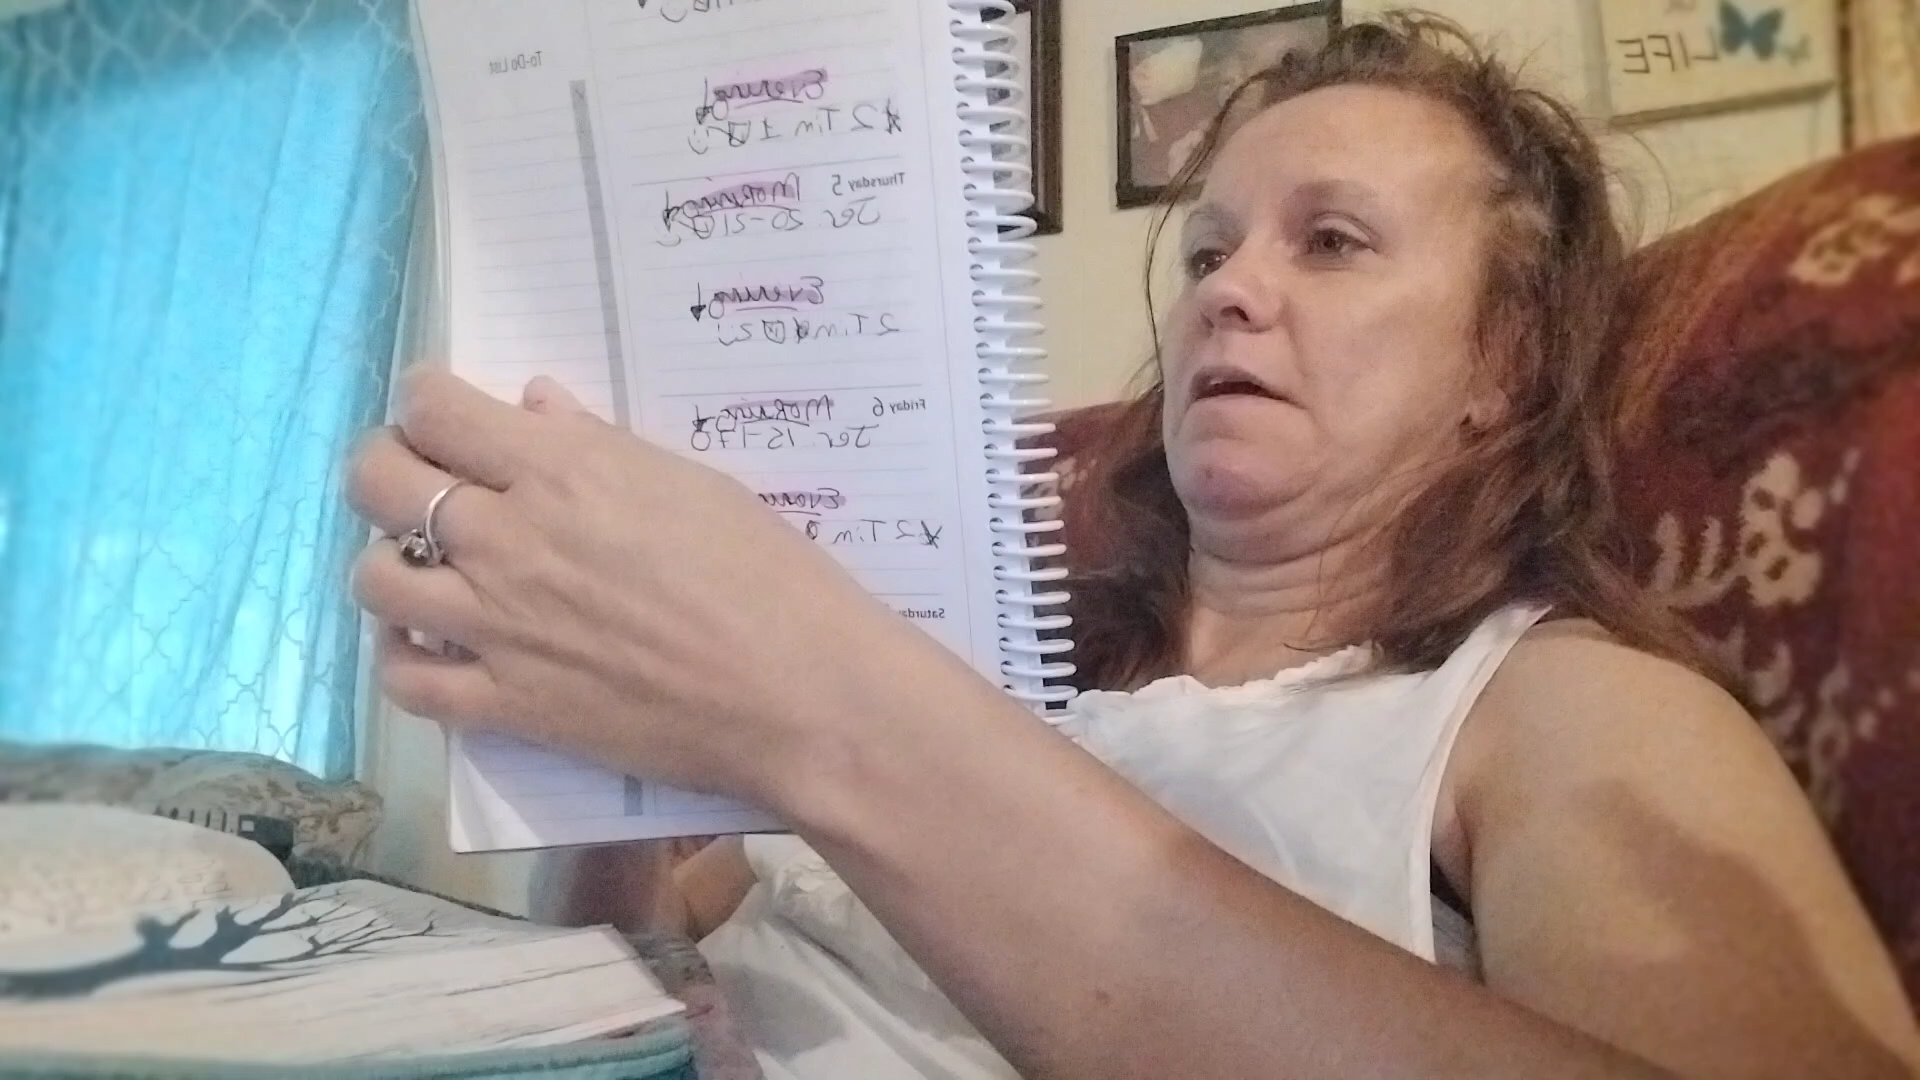 To-Do List
Evening
2 Tim 1
Thursday 5 Morning
Jer 20-21
Evening
2 Tim 2
Friday 6 Morning
Jer 15-17
Evening
2 Tim
Saturday
LIFE